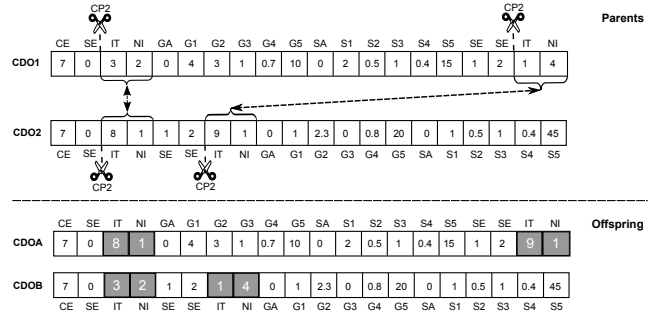 CP2 CP2
Parents
CE SE IT NI GA G1 G2 G3 G4 G5 SA S1 S2 S3 S4 S5 SE SE IT NI
CDO1 7 0 3 2 0 4 3 1 0.7 10 0 2 0.5 1 0.4 15 1 2 1 4
CDO2 7 0 8 1 1 2 9 1 0 1 2.3 0 0.8 20 0 1 0.5 1 0.4 45
CE SE IT NI SE SE IT NI GA G1 G2 G3 G4 G5 SA S1 S2 S3 S4 S5
CP2 CP2
Offspring
CE SE IT NI GA G1 G2 G3 G4 G5 SA S1 S2 S3 S4 S5 SE SE IT NI
CDOA 7 0 8 1 0 4 3 1 0.7 10 0 2 0.5 1 0.4 15 1 2 9 1
CDOB 7 0 3 2 1 2 1 4 0 1 2.3 0 0.8 20 0 1 0.5 1 0.4 45
CE SE IT NI SE SE IT NI GA G1 G2 G3 G4 G5 SA S1 S2 S3 S4 S5